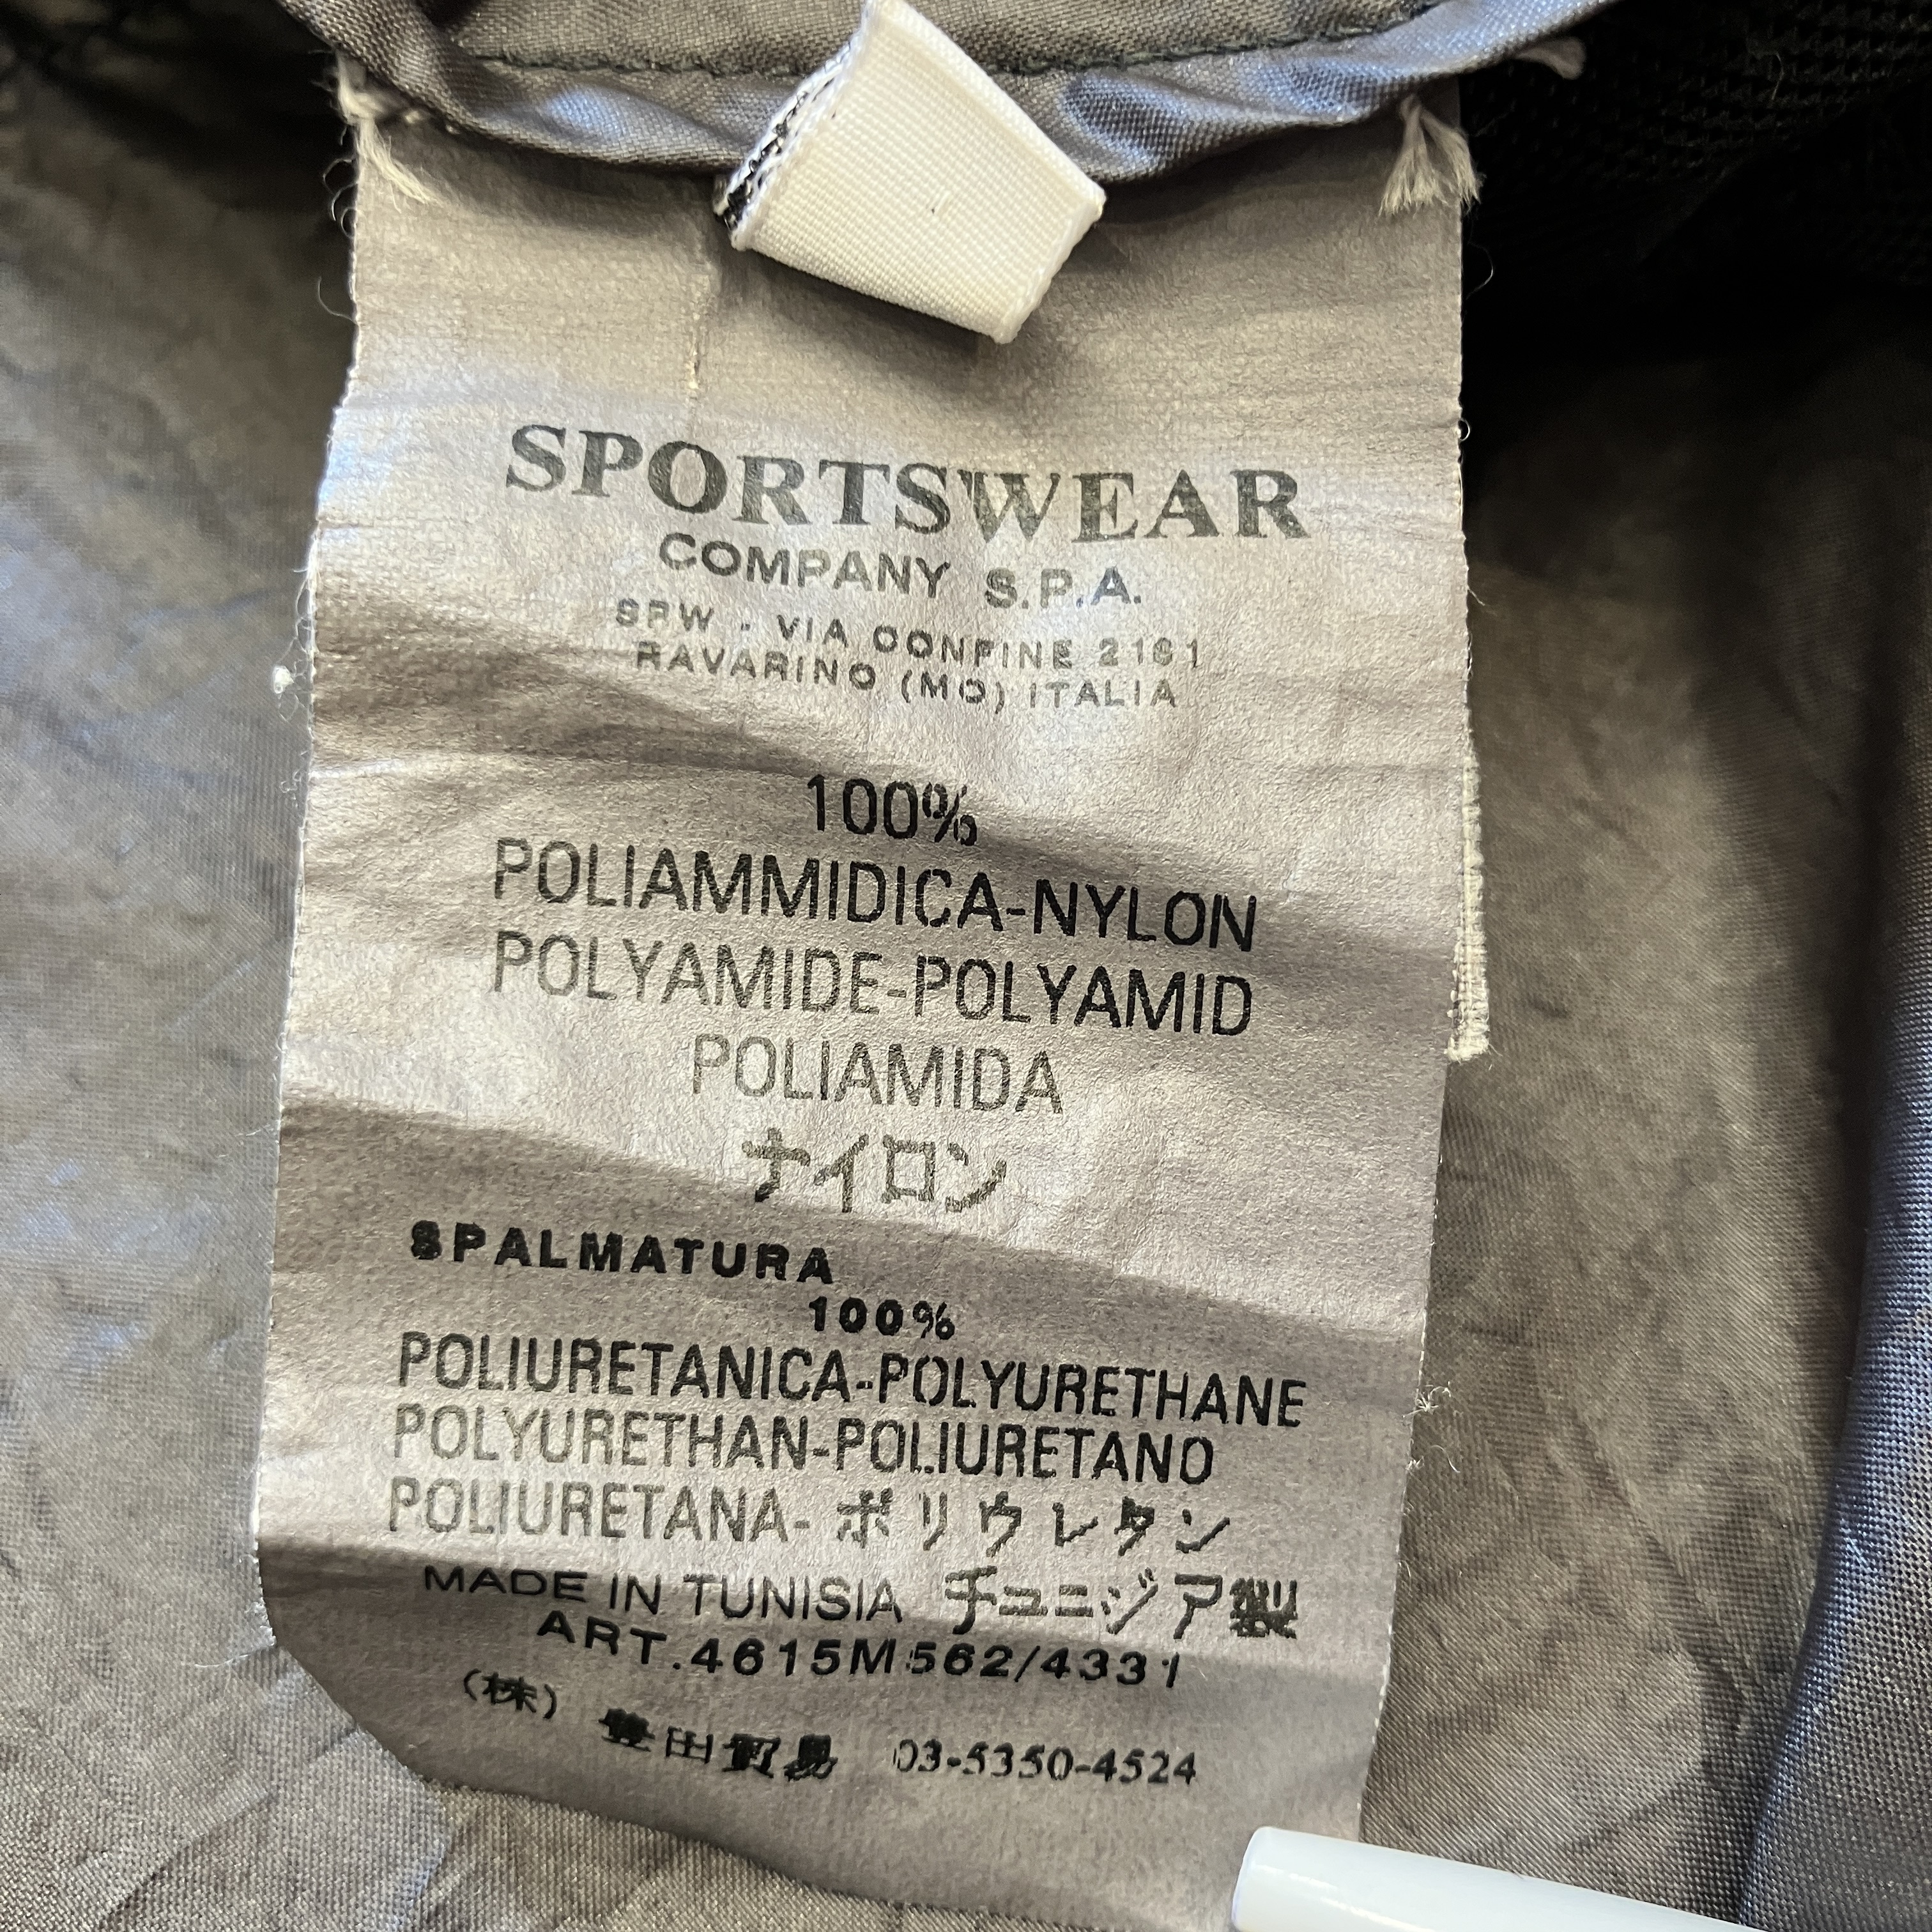 SPORTSWEAR
COMPANY S.P.A.
SPW - VIA CONFINE 2161
RAVARINO (MO) ITALIA
100%
POLIAMMIDICA-NYLON
POLYAMIDE-POLYAMID
POLIAMIDA
ナイロン
SPALMATURA
100%
POLIURETANICA-POLYURETHANE
POLYURETHAN-POLIURETANO
POLIURETANA- ポリウレタン
MADE IN TUNISIA チュニジア製
ART.4615M562/4331
(株) 豊田貿易 03-5350-4524